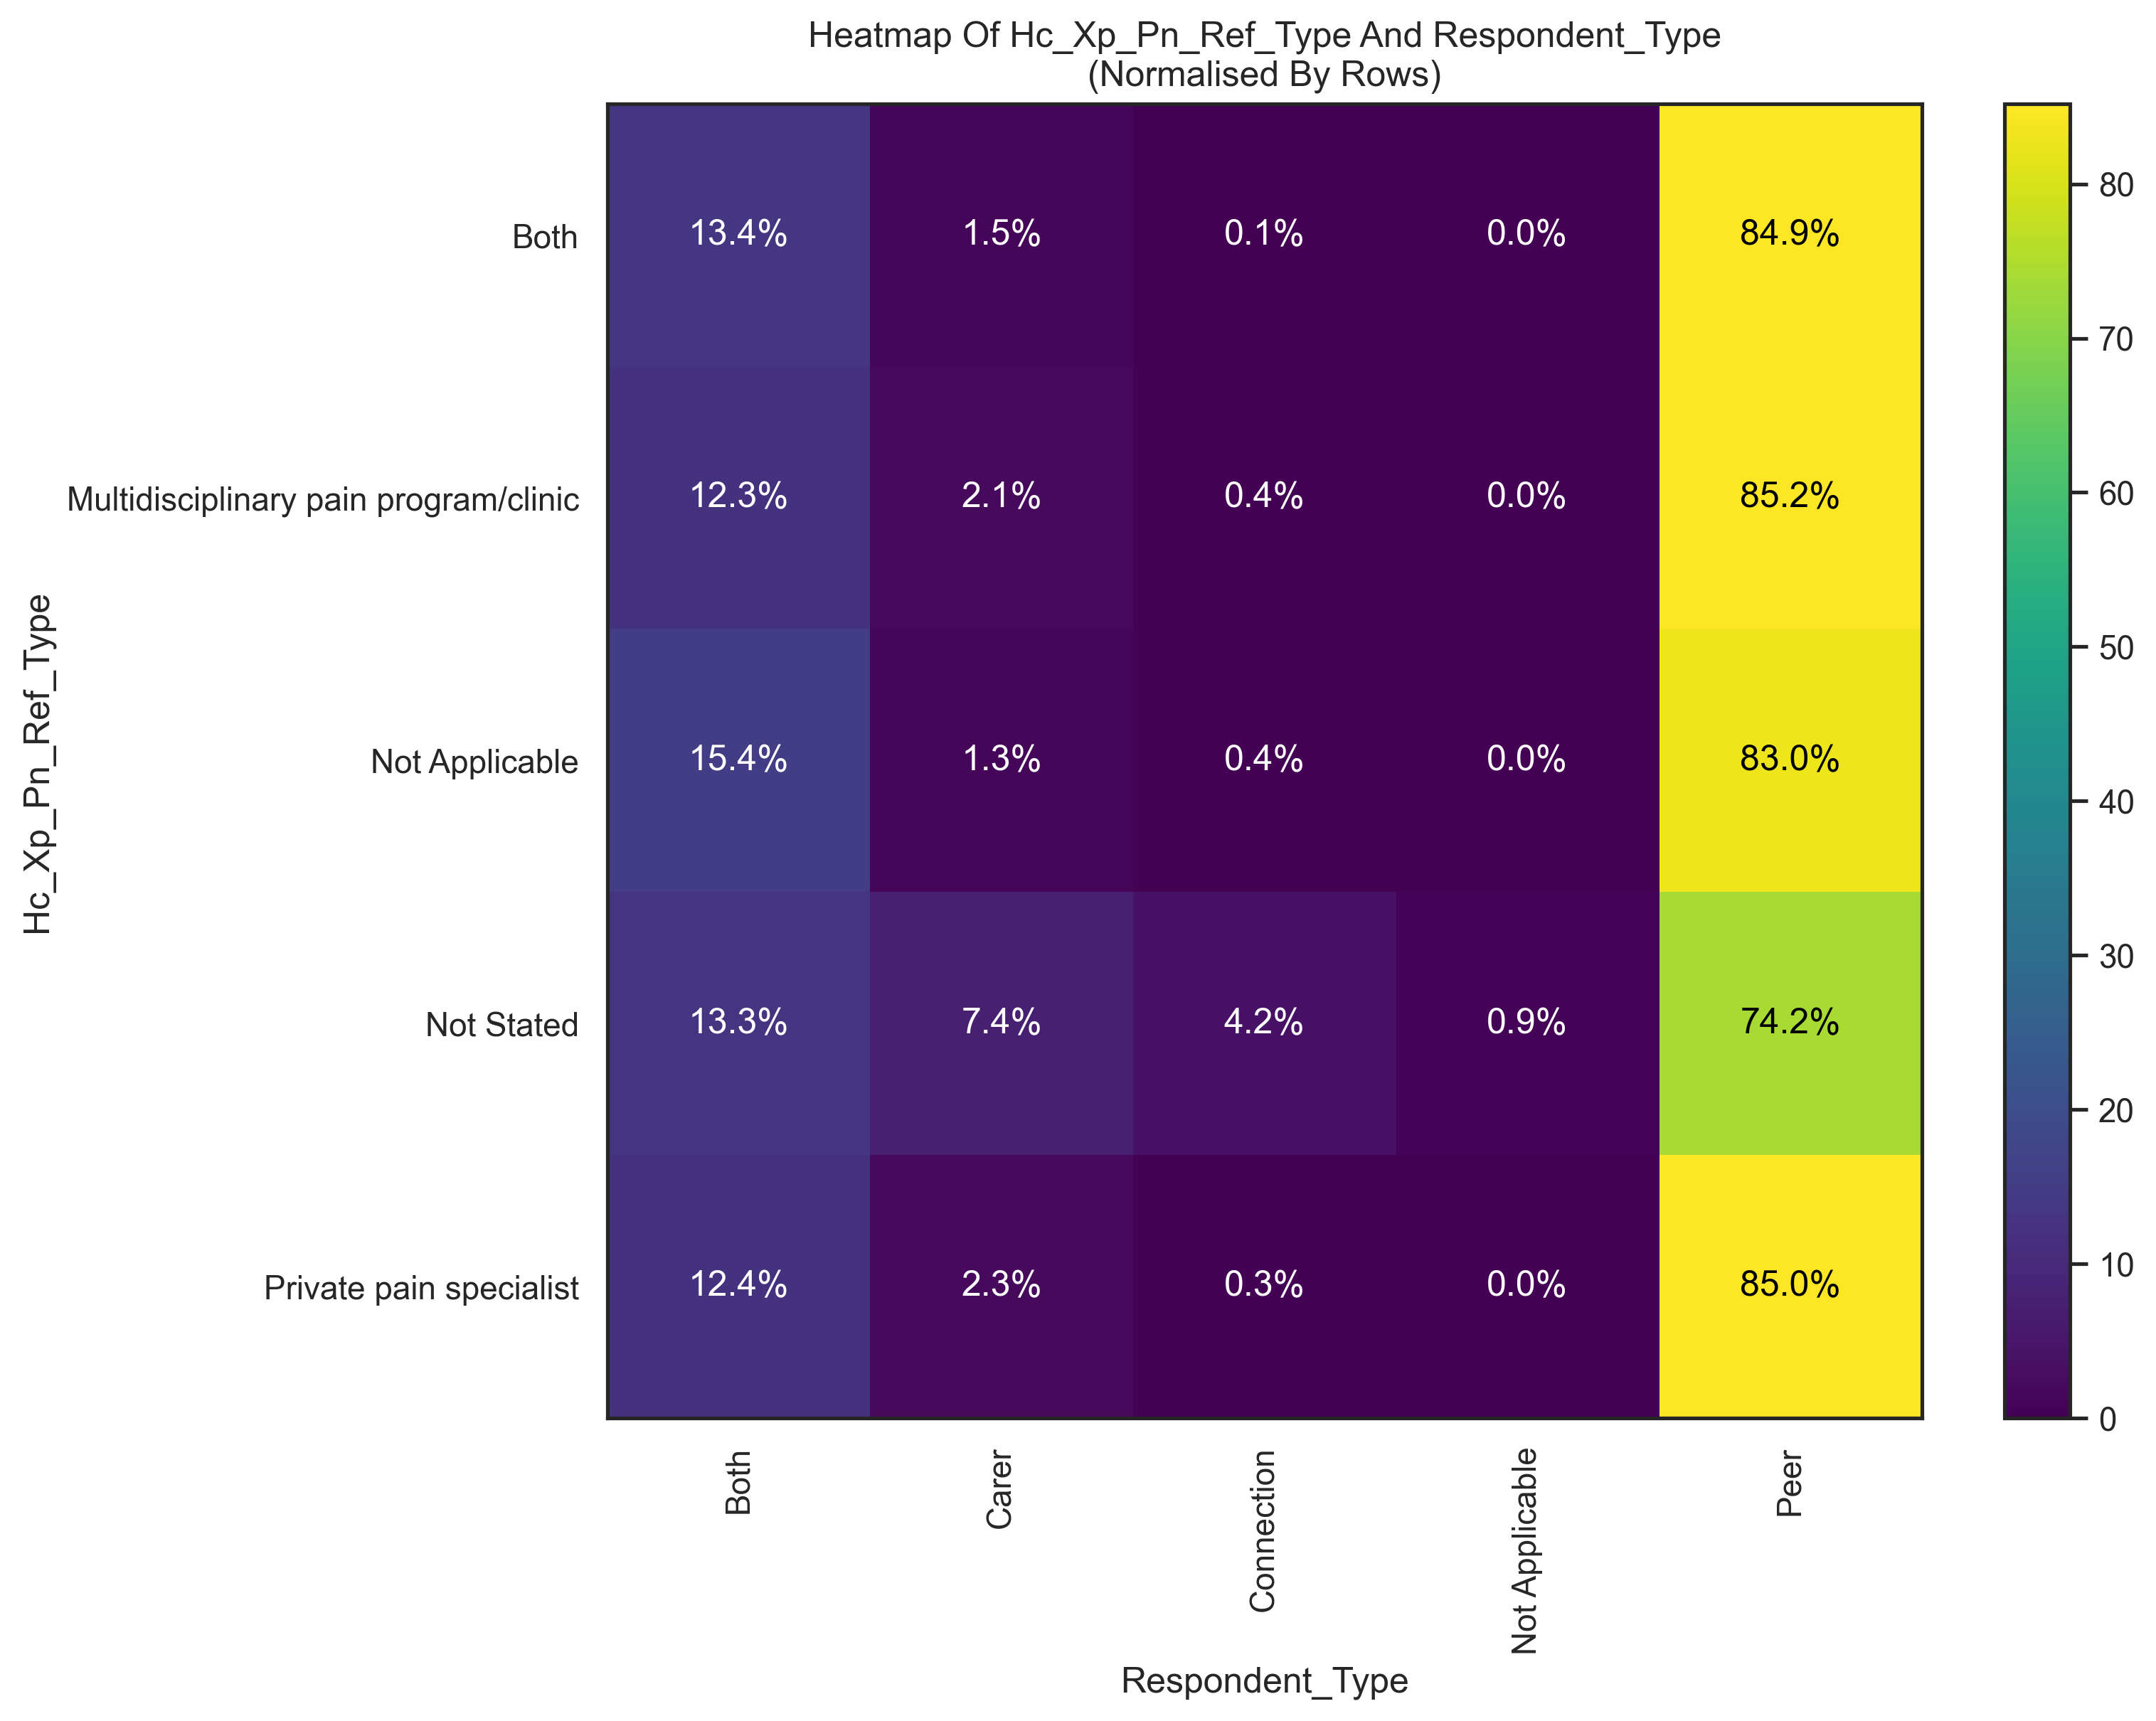 Heatmap Of Hc_Xp_Pn_Ref_Type And Respondent_Type
(Normalised By Rows)
Hc_Xp_Pn_Ref_Type
Both 13.4% 1.5% 0.1% 0.0% 84.9%
Multidisciplinary pain program/clinic 12.3% 2.1% 0.4% 0.0% 85.2%
Not Applicable 15.4% 1.3% 0.4% 0.0% 83.0%
Not Stated 13.3% 7.4% 4.2% 0.9% 74.2%
Private pain specialist 12.4% 2.3% 0.3% 0.0% 85.0%
Both
Carer
Connection
Not Applicable
Peer
Respondent_Type
80
70
60
50
40
30
20
10
0